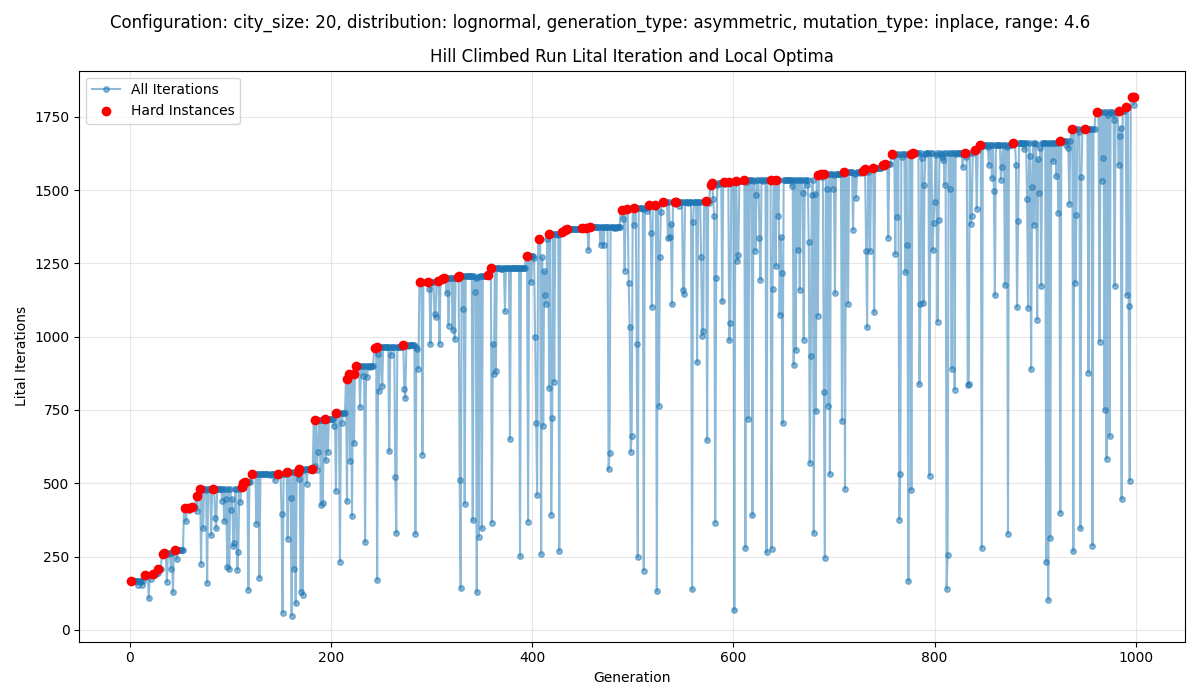 Configuration: city_size: 20, distribution: lognormal, generation_type: asymmetric, mutation_type: inplace, range: 4.6
Hill Climbed Run Lital Iteration and Local Optima
All Iterations
Hard Instances
Lital Iterations
1750
1500
1250
1000
750
500
250
0
0 200 400 600 800 1000
Generation